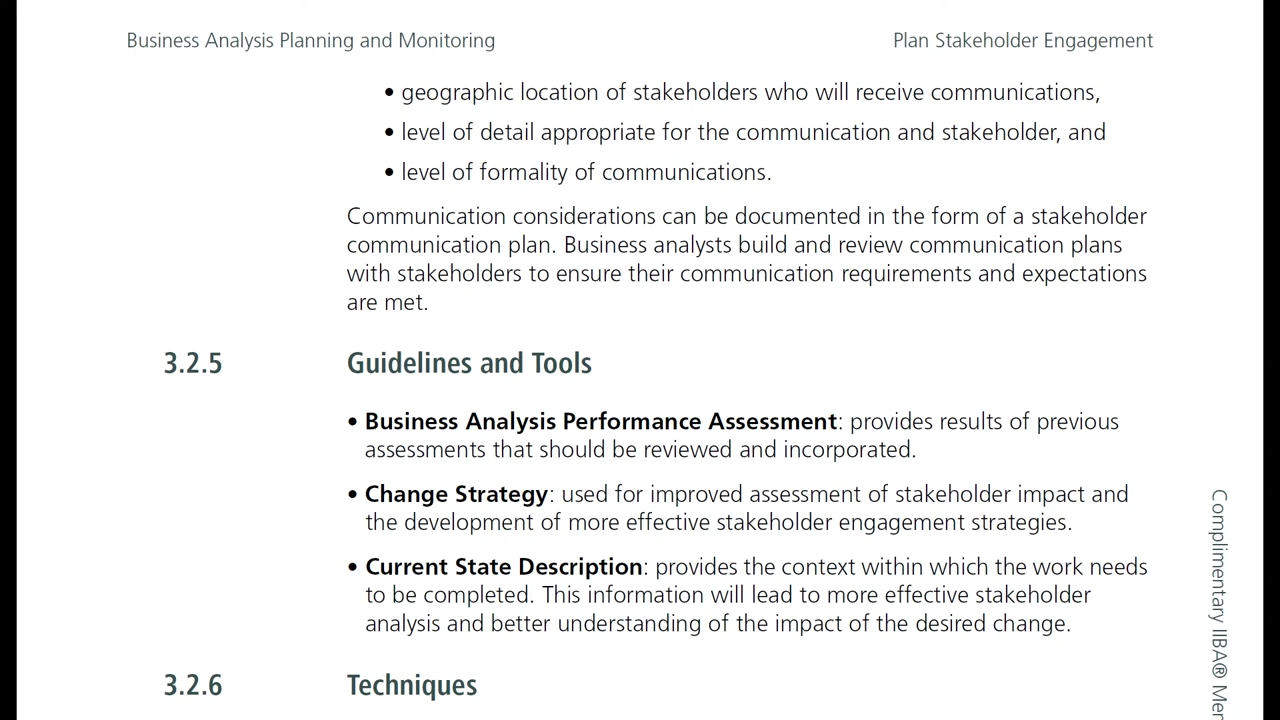 Business Analysis Planning and Monitoring
Plan Stakeholder Engagement
• geographic location of stakeholders who will receive communications,
• level of detail appropriate for the communication and stakeholder, and
• level of formality of communications.
Communication considerations can be documented in the form of a stakeholder
communication plan. Business analysts build and review communication plans
with stakeholders to ensure their communication requirements and expectations
are met.
3.2.5 Guidelines and Tools
• Business Analysis Performance Assessment: provides results of previous
assessments that should be reviewed and incorporated.
• Change Strategy: used for improved assessment of stakeholder impact and
the development of more effective stakeholder engagement strategies.
• Current State Description: provides the context within which the work needs
to be completed. This information will lead to more effective stakeholder
analysis and better understanding of the impact of the desired change.
3.2.6 Techniques
Complimentary IIBA® Mer